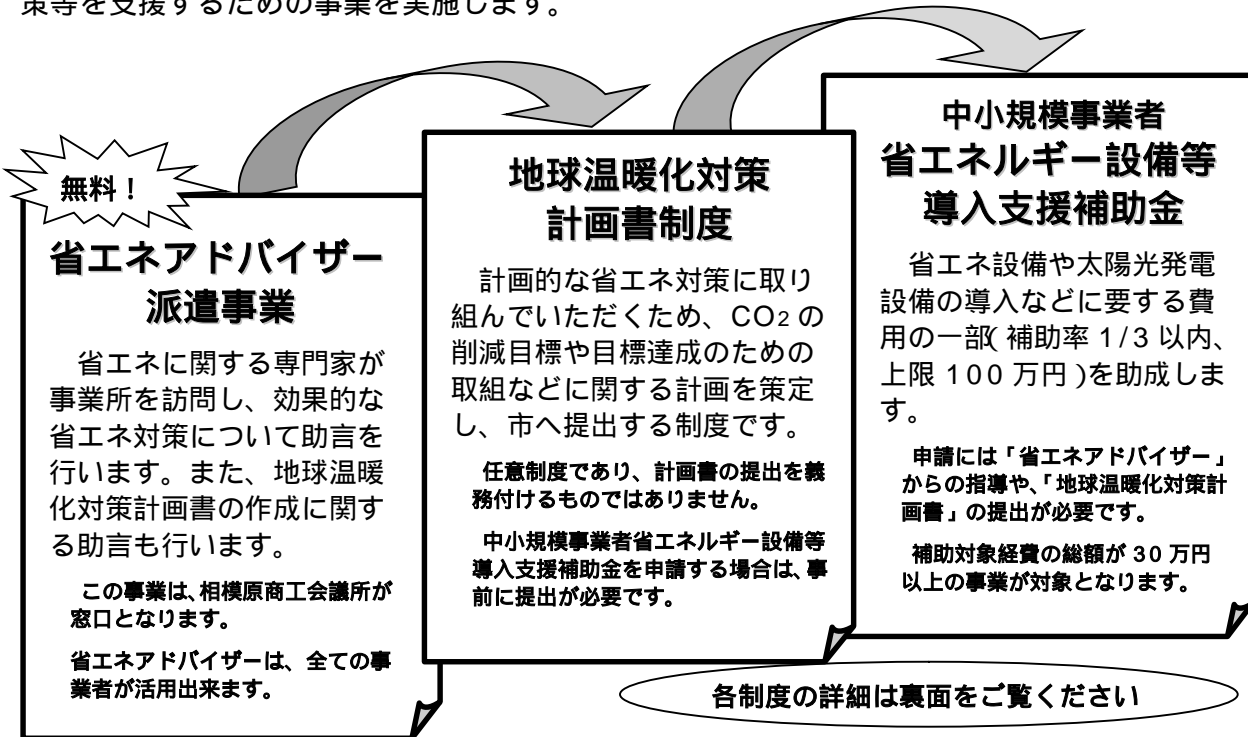 策等を支援するための事業を実施します。
無料！
省エネアドバイザー
派遣事業
省エネに関する専門家が
事業所を訪問し、効果的な
省エネ対策について助言を
行います。また、地球温暖
化対策計画書の作成に関す
る助言も行います。
この事業は、相模原商工会議所が
窓口となります。
省エネアドバイザーは、全ての事
業者が活用出来ます。
地球温暖化対策
計画書制度
計画的な省エネ対策に取り
組んでいただくため、CO2の
削減目標や目標達成のための
取組などに関する計画を策定
し、市へ提出する制度です。
任意制度であり、計画書の提出を義
務付けるものではありません。
中小規模事業者省エネルギー設備等
導入支援補助金を申請する場合は、事
前に提出が必要です。
中小規模事業者
省エネルギー設備等
導入支援補助金
省エネ設備や太陽光発電
設備の導入などに要する費
用の一部(補助率1/3以内、
上限100万円)を助成しま
す。
申請には「省エネアドバイザー」
からの指導や、「地球温暖化対策計
画書」の提出が必要です。
補助対象経費の総額が30万円
以上の事業が対象となります。
各制度の詳細は裏面をご覧ください